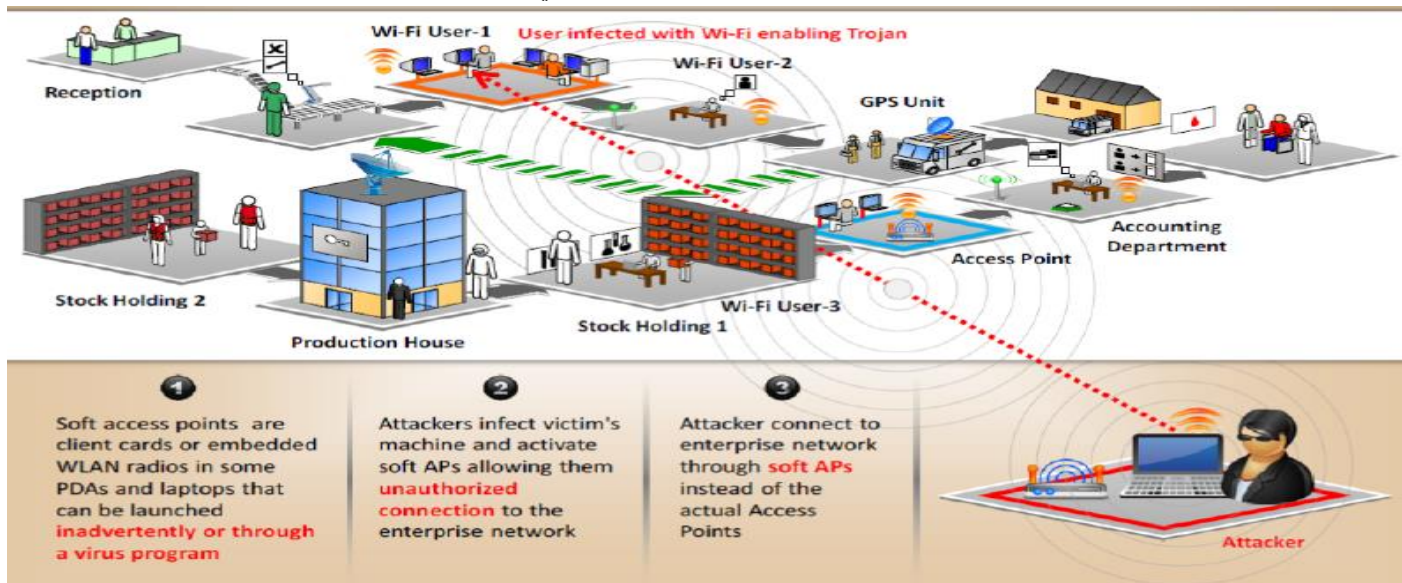 Wi-Fi User-1
User infected with Wi-Fi enabling Trojan
Wi-Fi User-2
Reception
GPS Unit
Accounting
Department
Access Point
Stock Holding 2
Wi-Fi User-3
Stock Holding 1
Production House
1
Soft access points are
client cards or embedded
WLAN radios in some
PDAs and laptops that
can be launched
inadvertently or through
a virus program
2
Attackers infect victim's
machine and activate
soft APs allowing them
unauthorized
connection to the
enterprise network
3
Attacker connect to
enterprise network
through soft APs
instead of the
actual Access
Points
Attacker